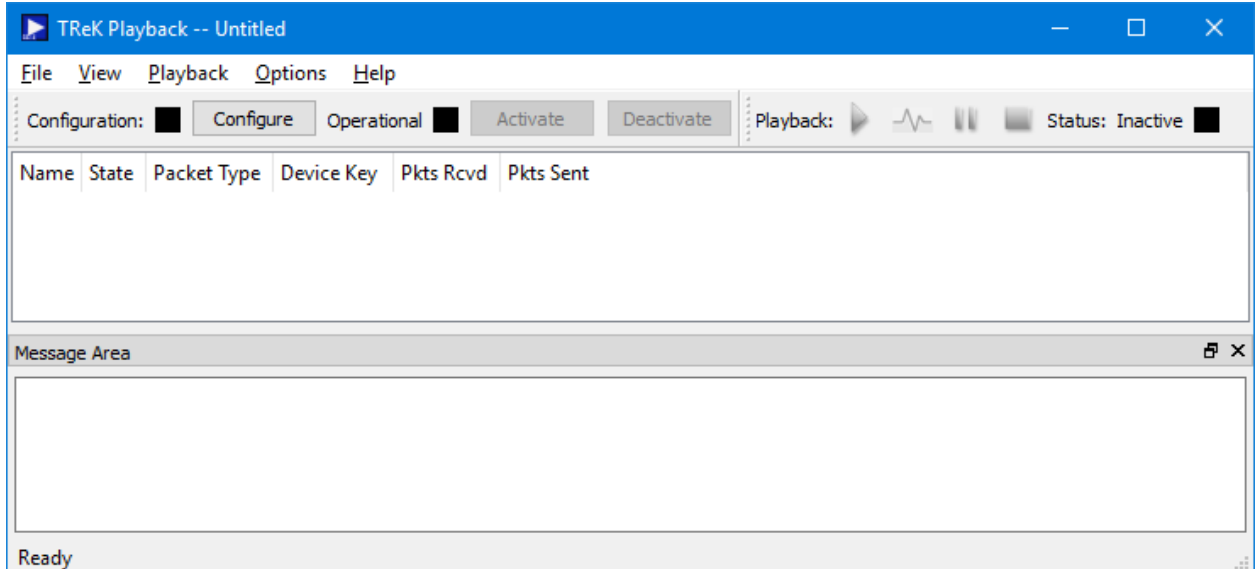 TReK Playback -- Untitled
File View Playback Options Help
Configuration: Configure Operational Activate Deactivate Playback: Status: Inactive
Name State Packet Type Device Key Pkts Rcvd Pkts Sent
Message Area
Ready